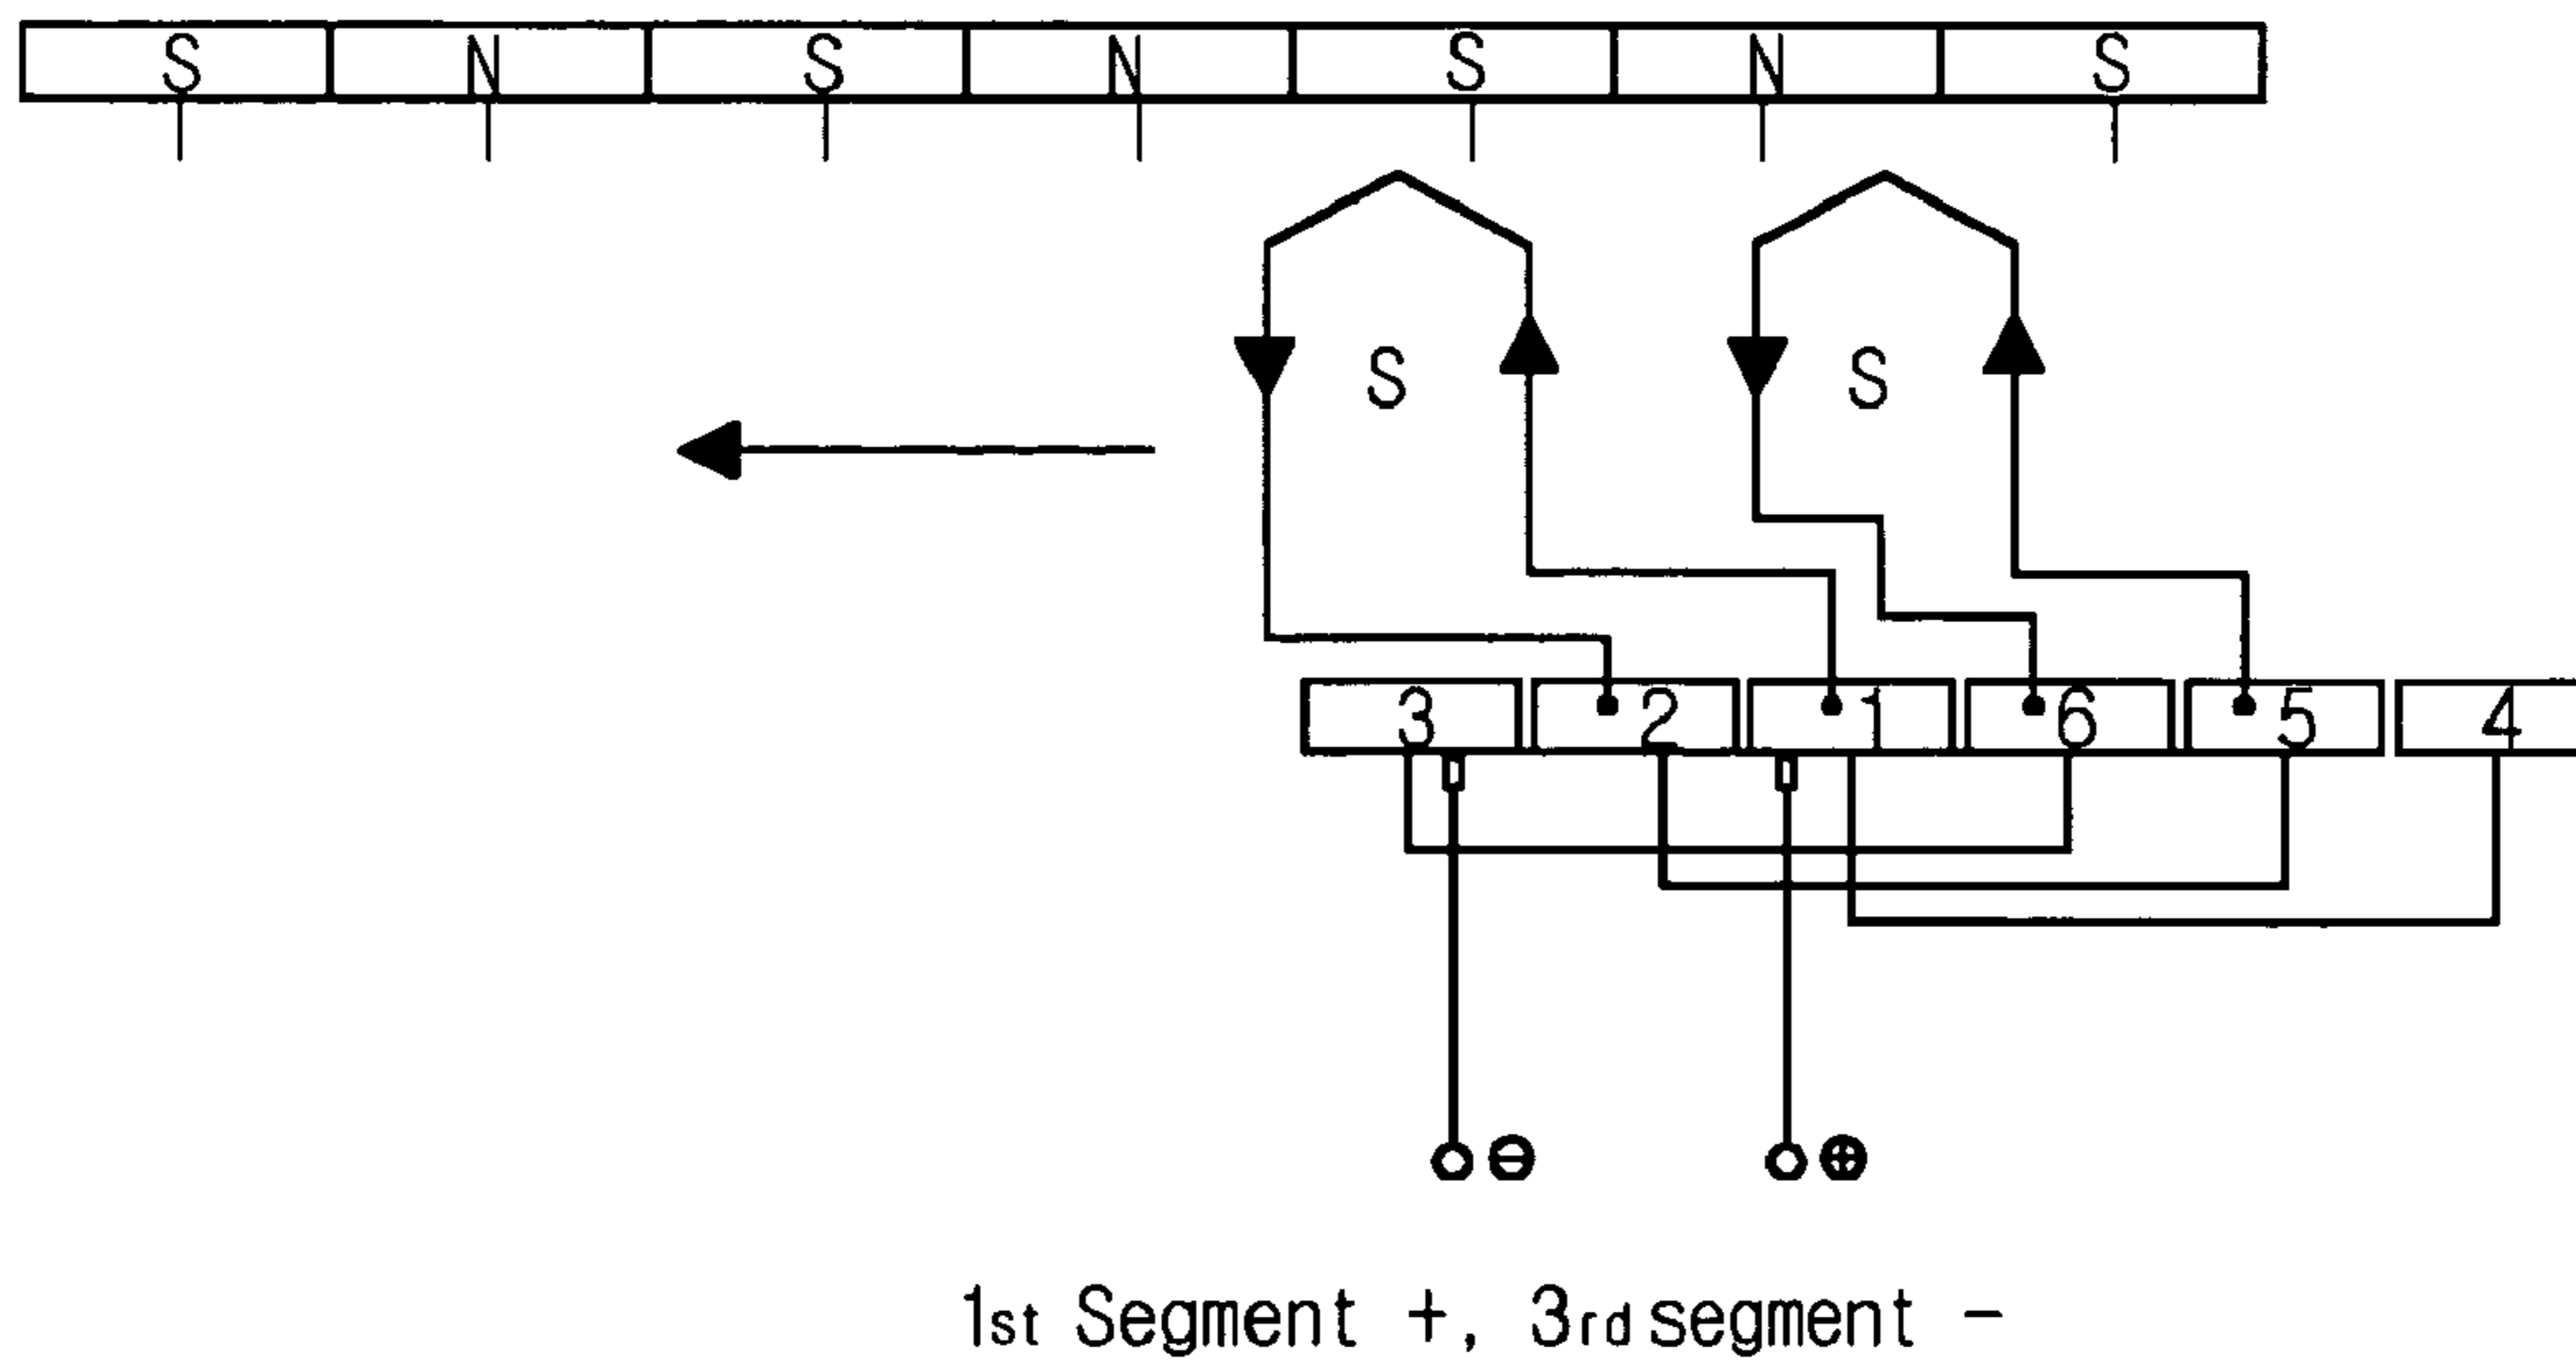 S N S N S N S
S S
3 2 1 6 5 4
⊖ ⊕
1st Segment +, 3rd segment -